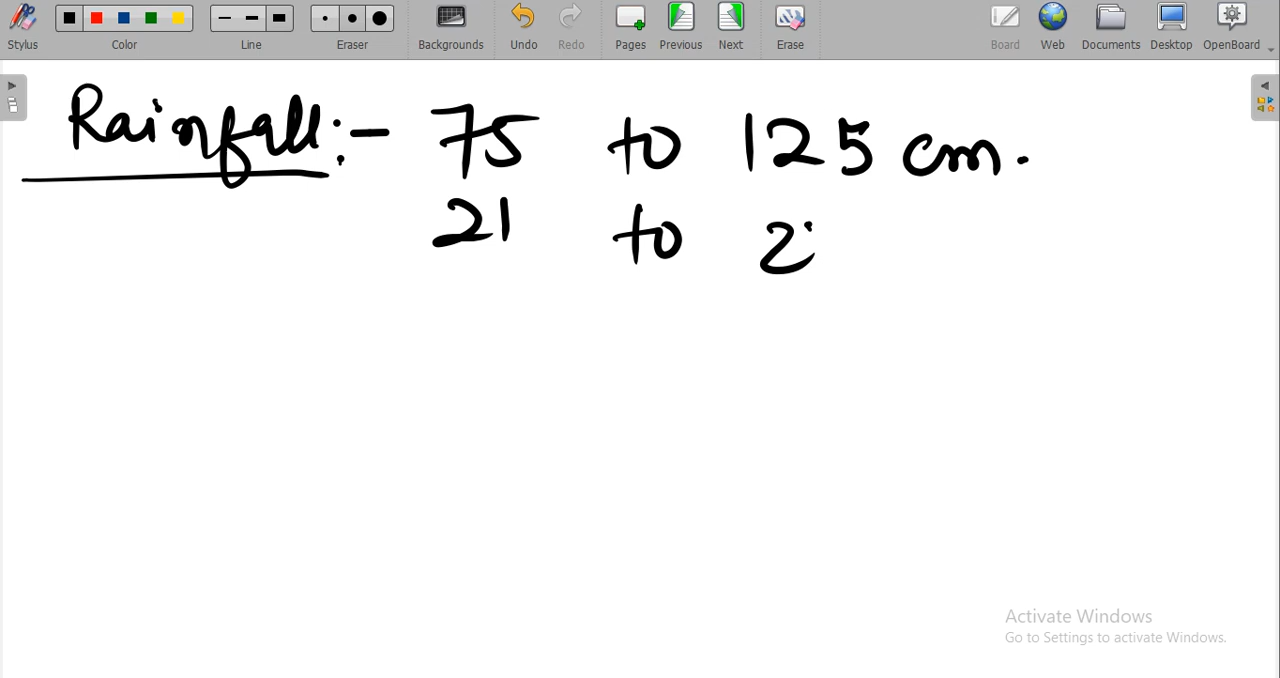 Stylus
Color
Line
Eraser
Backgrounds
Undo
Redo
Pages
Previous
Next
Erase
Board
Web
Documents
Desktop
OpenBoard
Rainfall:- 75 to 125 cm.
21 to 2
Activate Windows
Go to Settings to activate Windows.